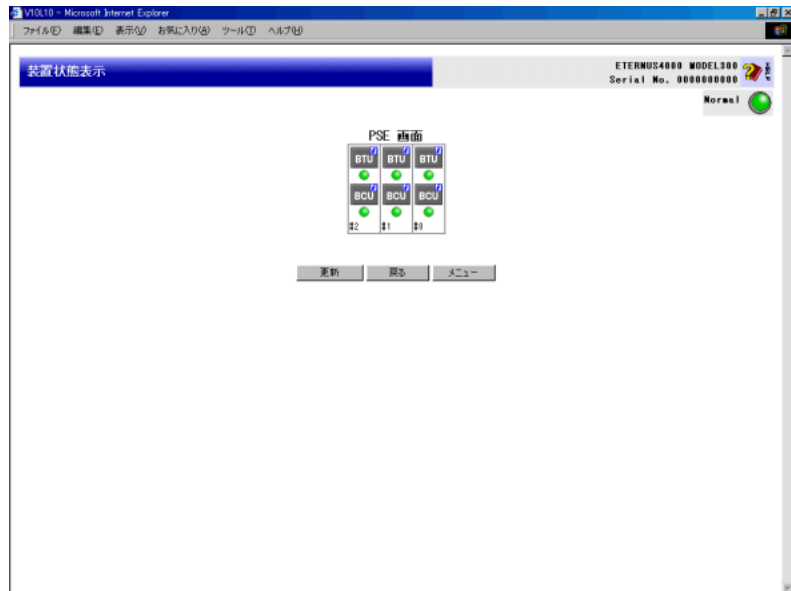 V10L10 - Microsoft Internet Explorer
ファイル(F) 編集(E) 表示(V) お気に入り(A) ツール(T) ヘルプ(H)
装置状態表示
ETERNUS4000 MODEL300
Serial No. 0000000000
Normal
PSE 画面
BTU BTU BTU
BCU BCU BCU
#2 #1 #0
更新 戻る メニュー